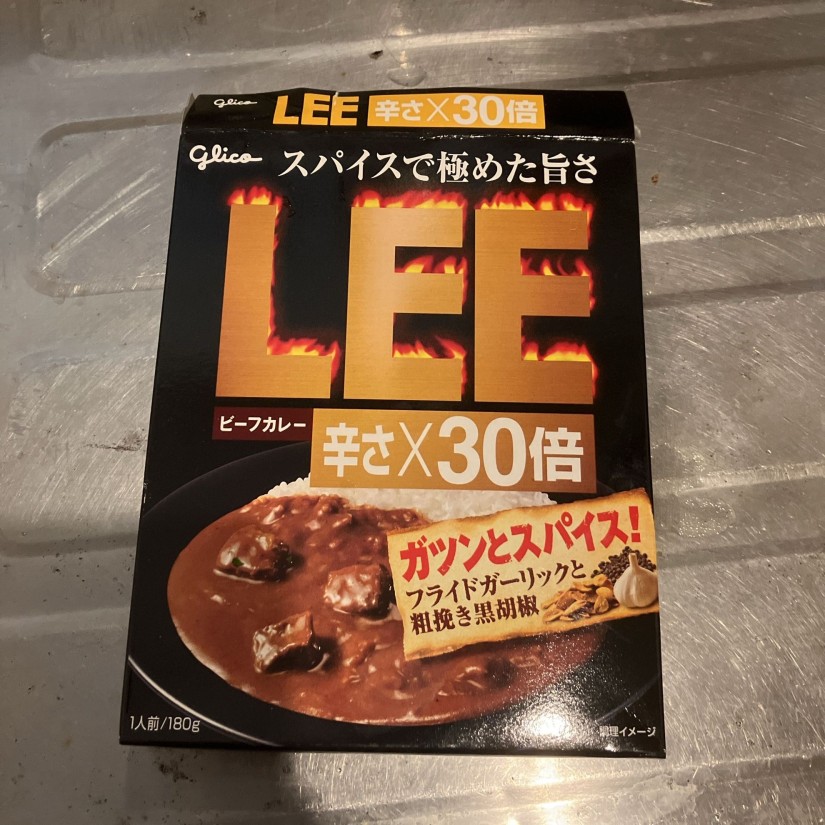 glico LEE 辛さ×30倍
glico スパイスで極めた旨さ
LEE
ビーフカレー 辛さ×30倍
ガツンとスパイス!
フライドガーリックと
粗挽き黒胡椒
1人前/180g
調理イメージ